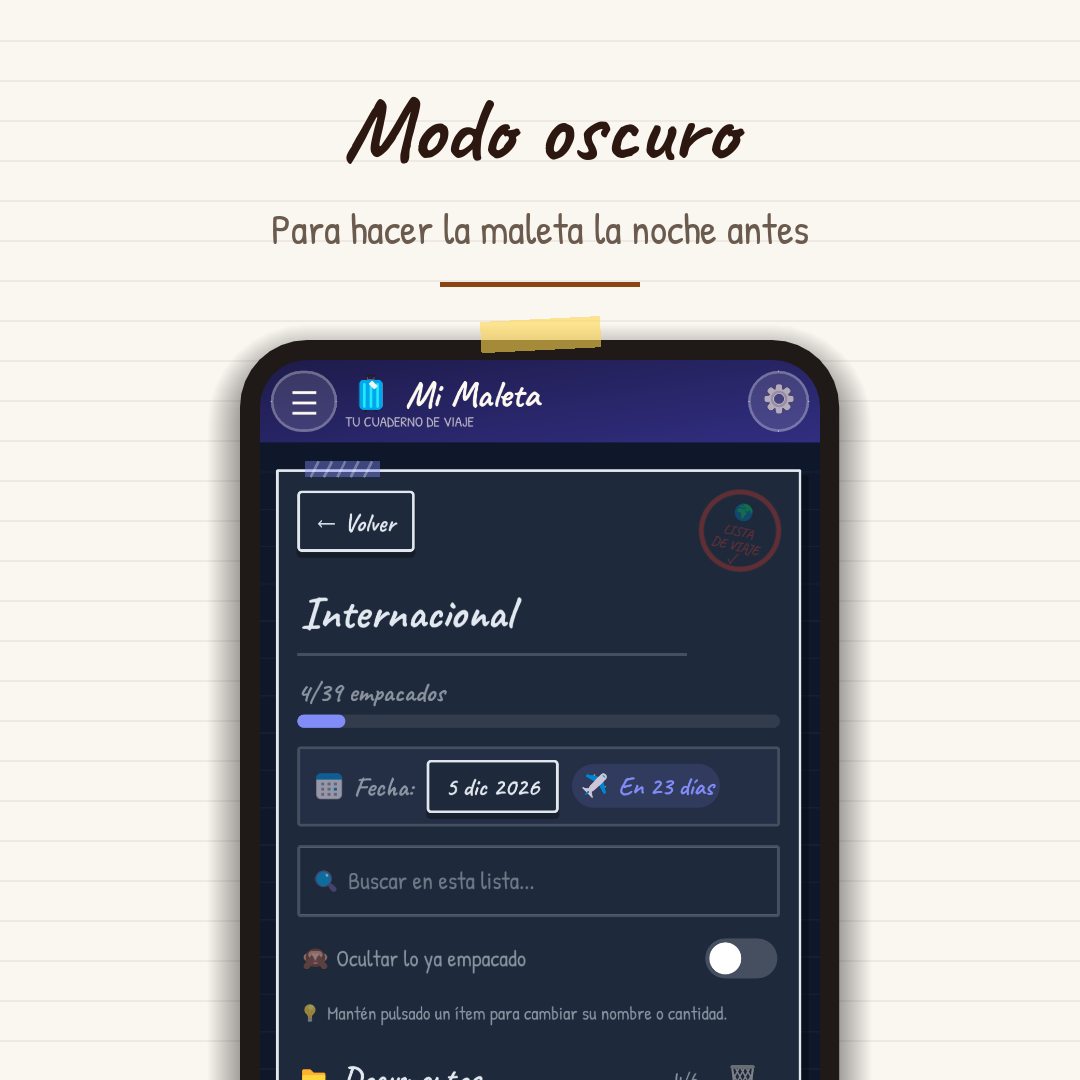 Modo oscuro
Para hacer la maleta la noche antes
Mi Maleta
TU CUADERNO DE VIAJE
← Volver
LISTA
DE VIAJE
✓
Internacional
4/39 empacados
Fecha:
5 dic 2026
En 23 días
Buscar en esta lista...
Ocultar lo ya empacado
Mantén pulsado un ítem para cambiar su nombre o cantidad.